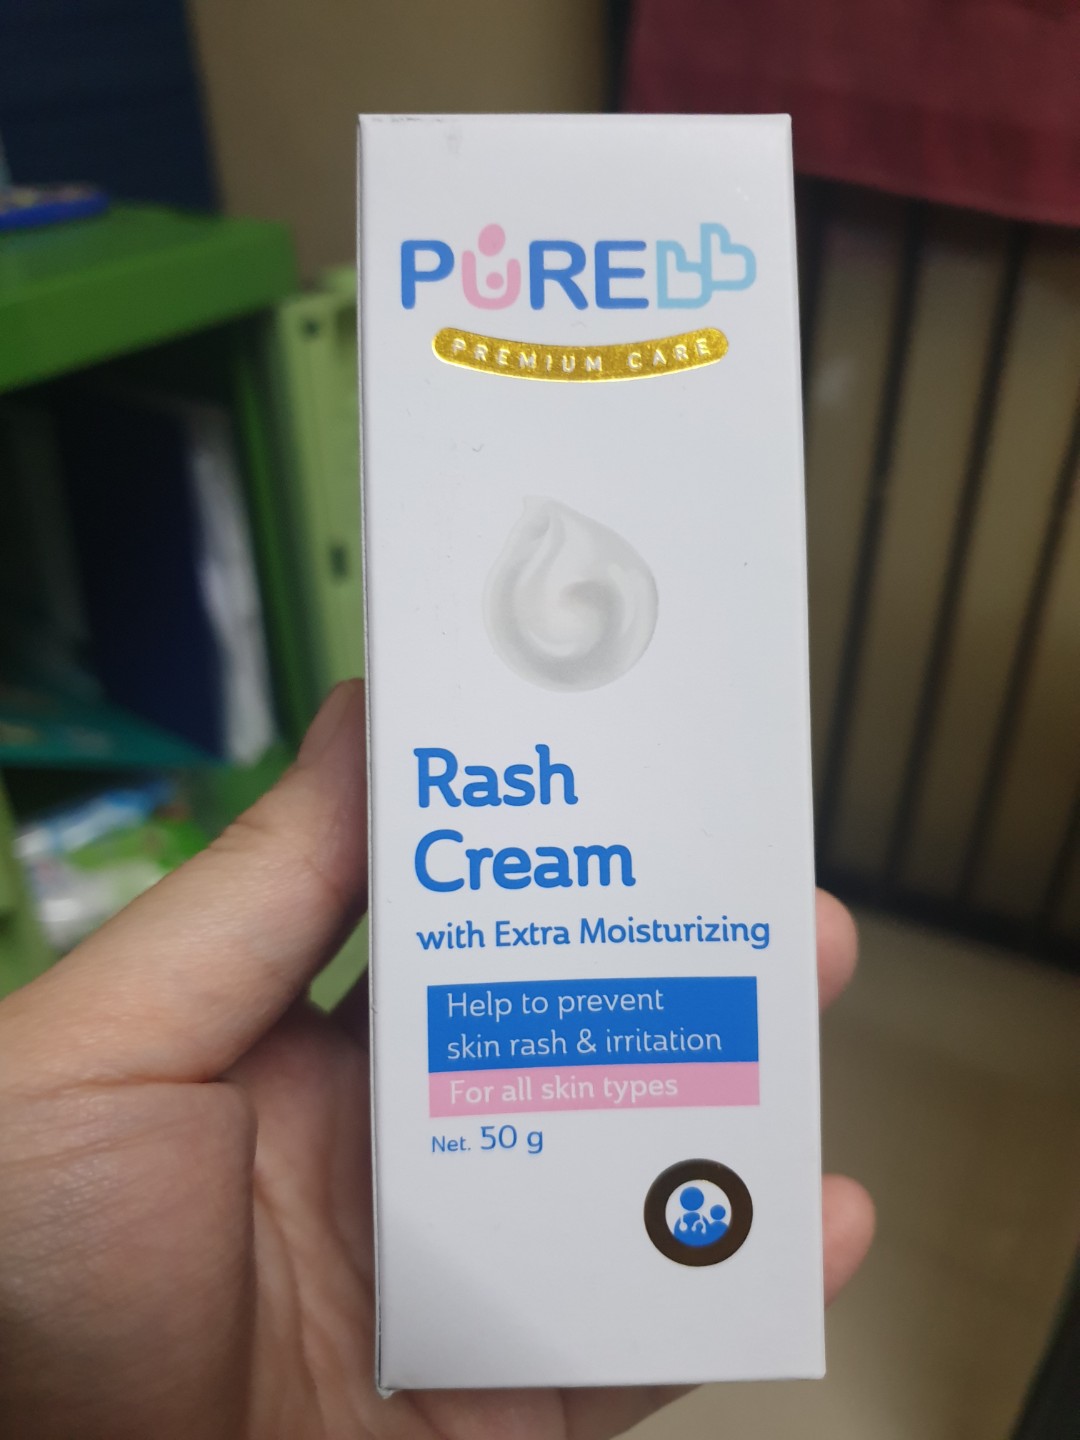 PUREBB
PREMIUM CARE
Rash
Cream
with Extra Moisturizing
Help to prevent
skin rash & irritation
For all skin types
Net. 50 g